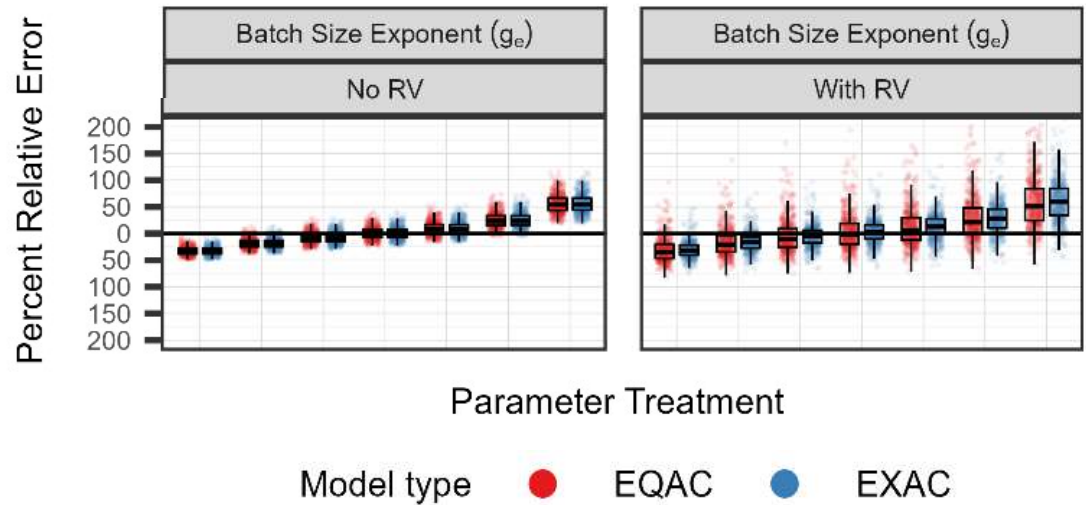 Batch Size Exponent (gₑ)
No RV
Batch Size Exponent (gₑ)
With RV
Percent Relative Error
200
150
100
50
0
50
100
150
200
Parameter Treatment
Model type EQAC EXAC